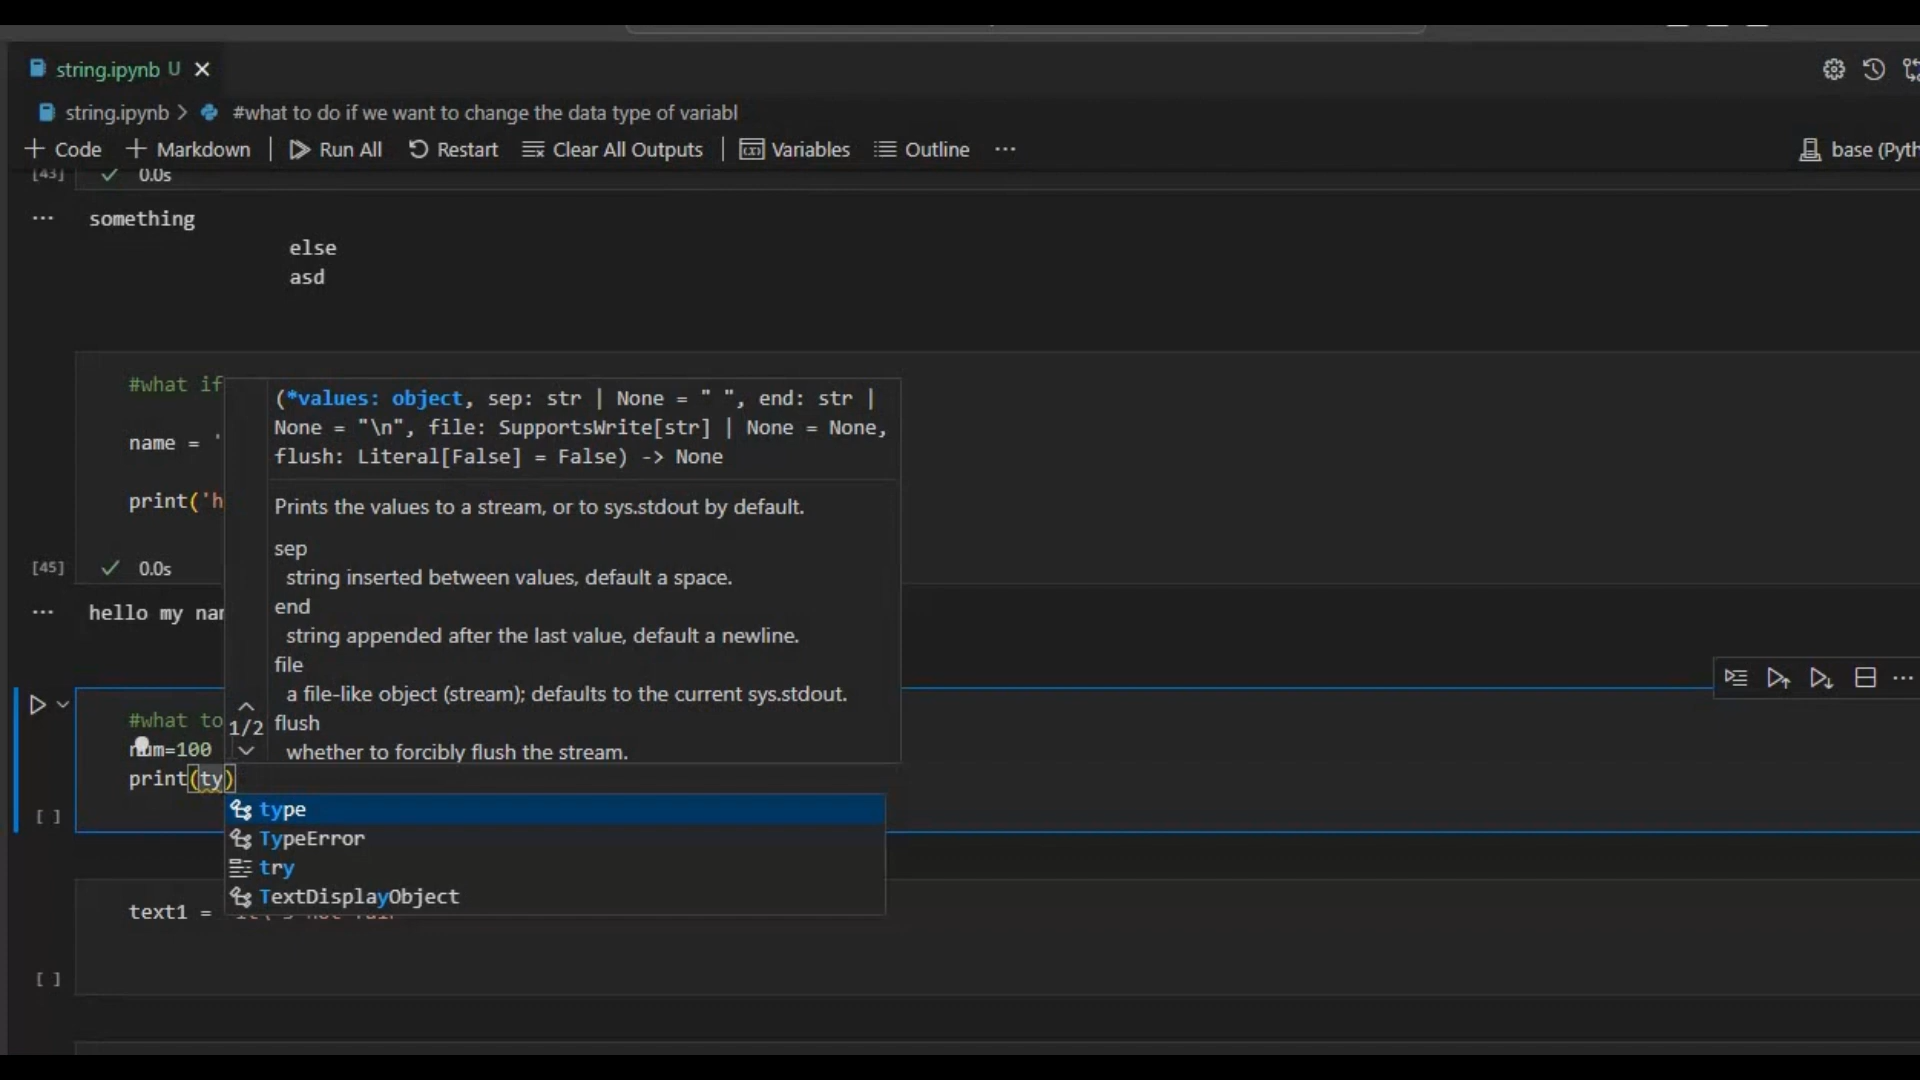 string.ipynb U
string.ipynb > #what to do if we want to change the data type of variabl
+ Code + Markdown Run All Restart Clear All Outputs Variables Outline ... base (Pyth
[43] 0.0s
... something
else
asd
#what if
name = '
print('h
[45] 0.0s
... hello my nam
(*values: object, sep: str | None = " ", end: str |
None = "\n", file: SupportsWrite[str] | None = None,
flush: Literal[False] = False) -> None
Prints the values to a stream, or to sys.stdout by default.
sep
string inserted between values, default a space.
end
string appended after the last value, default a newline.
file
a file-like object (stream); defaults to the current sys.stdout.
flush
whether to forcibly flush the stream.
1/2
#what to
num=100
print(ty)
[ ]
type
TypeError
try
TextDisplayObject
text1 =
[ ]